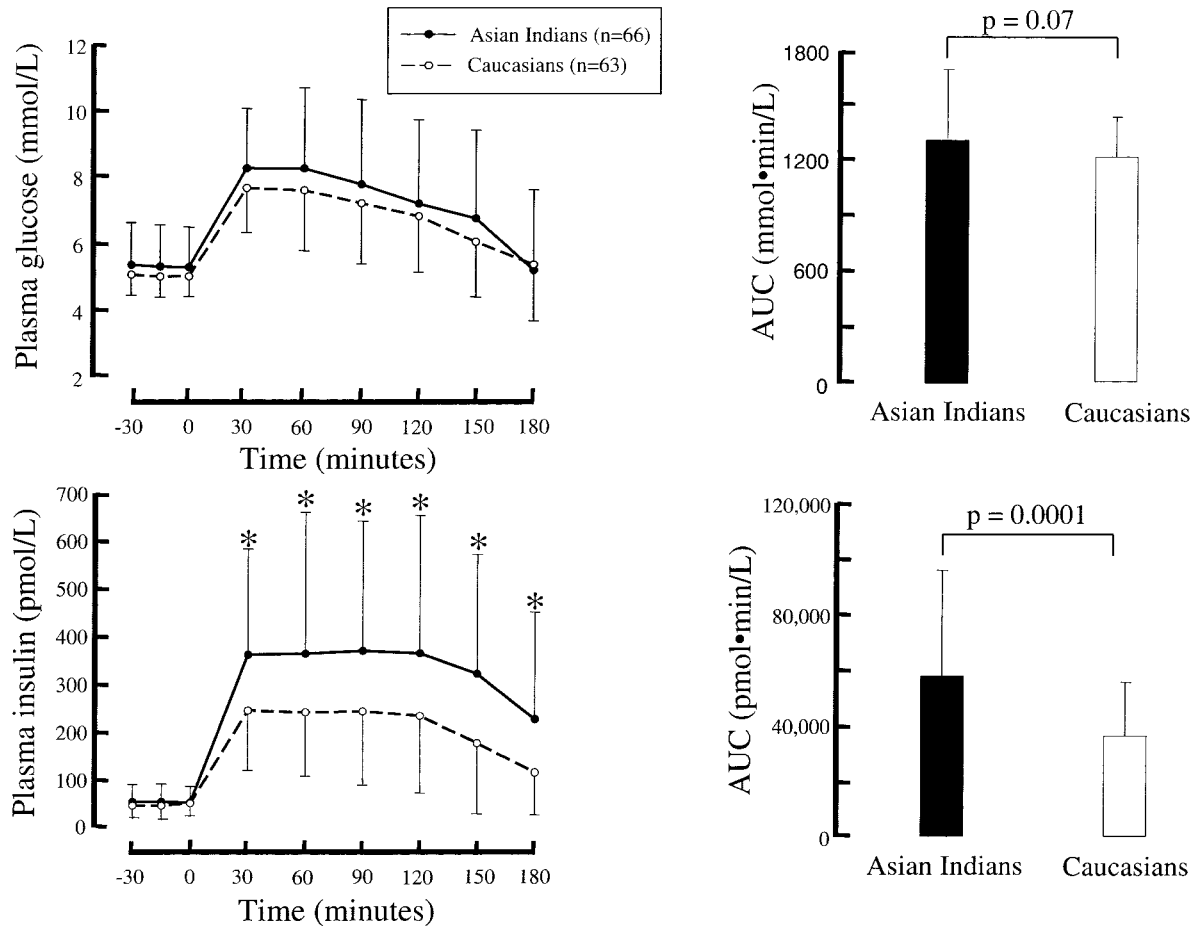 Asian Indians (n=66)
Caucasians (n=63)
Plasma glucose (mmol/L)
12
10
8
6
4
2
-30 0 30 60 90 120 150 180
Time (minutes)
p = 0.07
AUC (mmol•min/L)
1800
1200
600
0
Asian Indians Caucasians
Plasma insulin (pmol/L)
700
600
500
400
300
200
100
0
* * * * * *
-30 0 30 60 90 120 150 180
Time (minutes)
p = 0.0001
AUC (pmol•min/L)
120,000
80,000
40,000
0
Asian Indians Caucasians